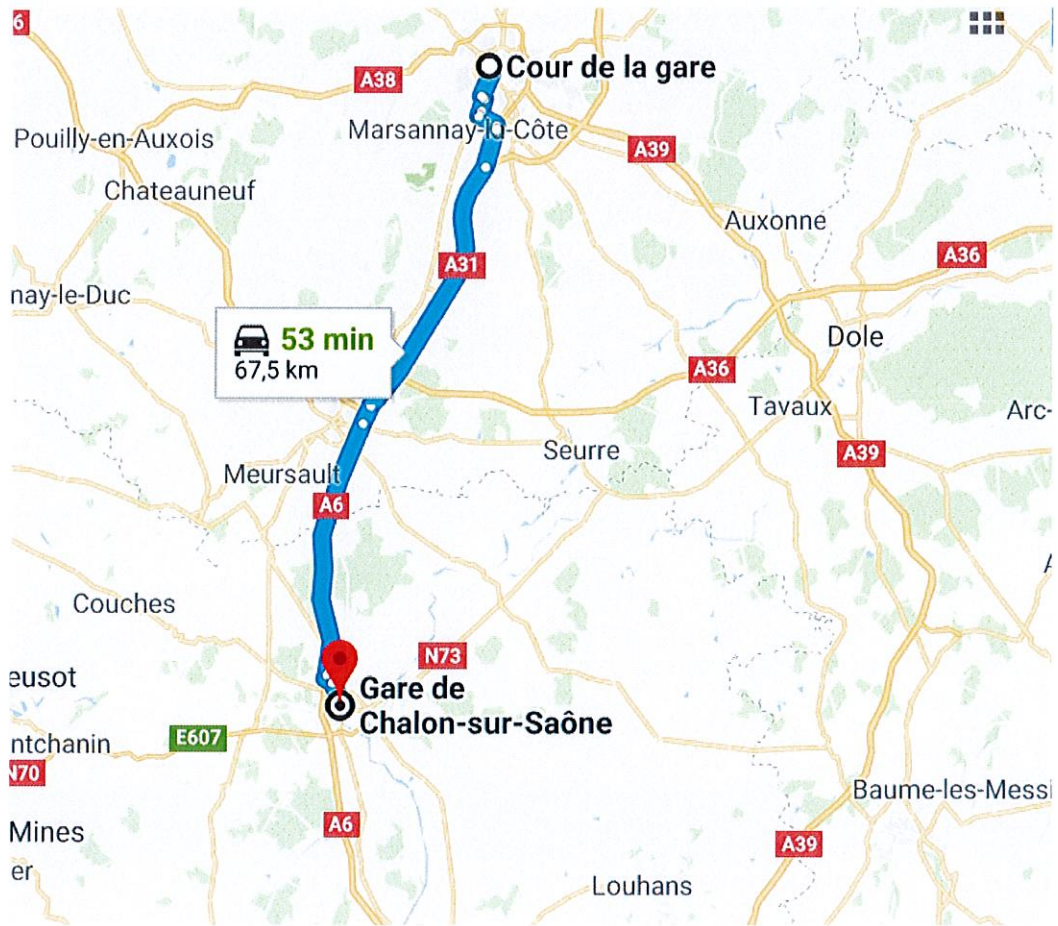 6
Cour de la gare
A38
Marsannay-la-Côte
Pouilly-en-Auxois
A39
Chateauneuf
Auxonne
A36
A31
nay-le-Duc
53 min
67,5 km
Dole
A36
Tavaux
Arc-
Seurre
A39
Meursault
A6
Couches
N73
eusot
Gare de
Chalon-sur-Saône
E607
ntchanin
N70
Baume-les-Messi
A6
Mines
A39
er
Louhans